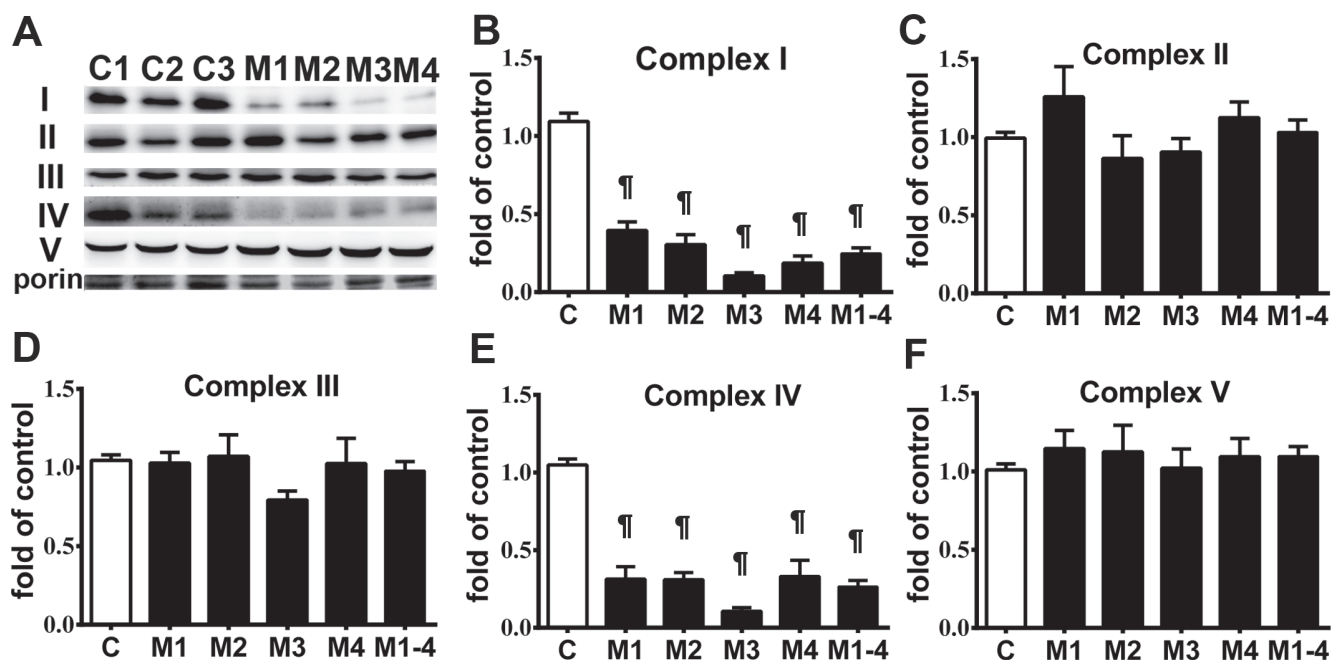 A
C1 C2 C3 M1 M2 M3 M4
I
II
III
IV
V
porin
B
Complex I
fold of control
1.5
1.0
0.5
0.0
¶ ¶ ¶ ¶ ¶
C M1 M2 M3 M4 M1-4
C
Complex II
fold of control
1.5
1.0
0.5
0.0
C M1 M2 M3 M4 M1-4
D
Complex III
fold of control
1.5
1.0
0.5
0.0
C M1 M2 M3 M4 M1-4
E
Complex IV
fold of control
1.5
1.0
0.5
0.0
¶ ¶ ¶ ¶ ¶
C M1 M2 M3 M4 M1-4
F
Complex V
fold of control
1.5
1.0
0.5
0.0
C M1 M2 M3 M4 M1-4